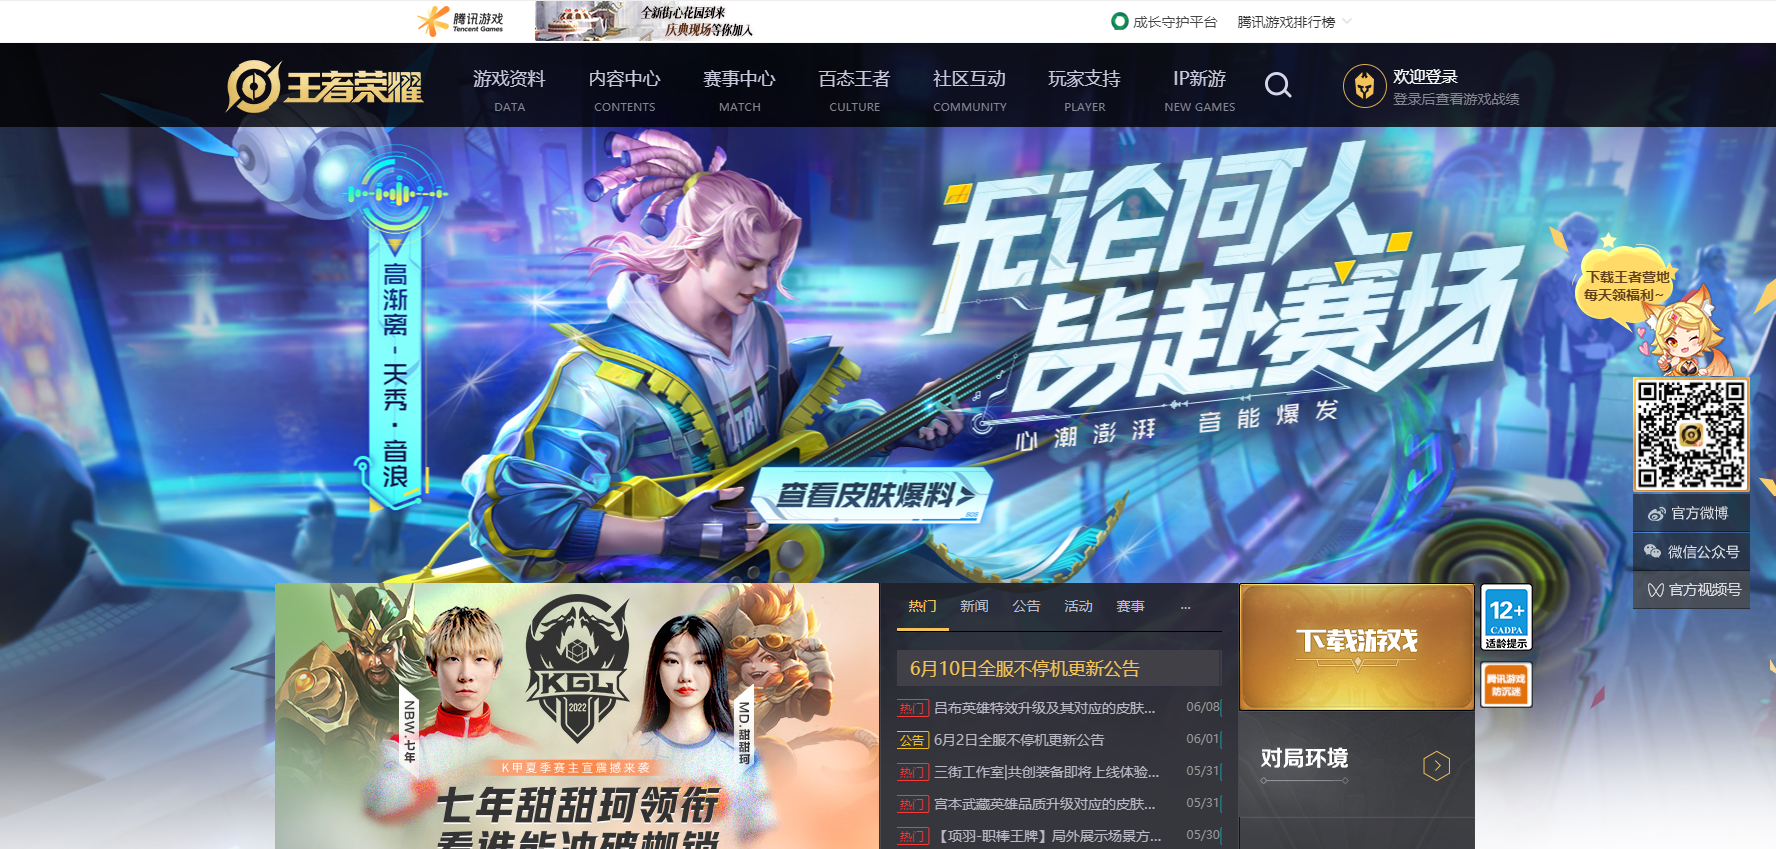 腾讯游戏
Tencent Games
全新街心花园到来
庆典现场等你加入
成长守护平台
腾讯游戏排行榜
王者荣耀
游戏资料
DATA
内容中心
CONTENTS
赛事中心
MATCH
百态王者
CULTURE
社区互动
COMMUNITY
玩家支持
PLAYER
IP新游
NEW GAMES
欢迎登录
登录后查看游戏战绩
高渐离-天秀·音浪
无论何人
皆赴赛场
心潮澎湃 音能爆发
查看皮肤爆料
下载王者营地
每天领福利~
官方微博
微信公众号
官方视频号
KGL
2022
NBW.七年
MD.甜甜珂
K甲夏季赛主宣震撼来袭
七年甜甜珂领衔
看谁能冲破枷锁
热门 新闻 公告 活动 赛事 ...
6月10日全服不停机更新公告
热门 吕布英雄特效升级及其对应的皮肤... 06/08
公告 6月2日全服不停机更新公告 06/01
热门 三街工作室|共创装备即将上线体验... 05/31
热门 宫本武藏英雄品质升级对应的皮肤... 05/31
热门 【项羽-职棒王牌】局外展示场景方... 05/30
下载游戏
12+
CADPA
适龄提示
腾讯游戏
防沉迷
对局环境